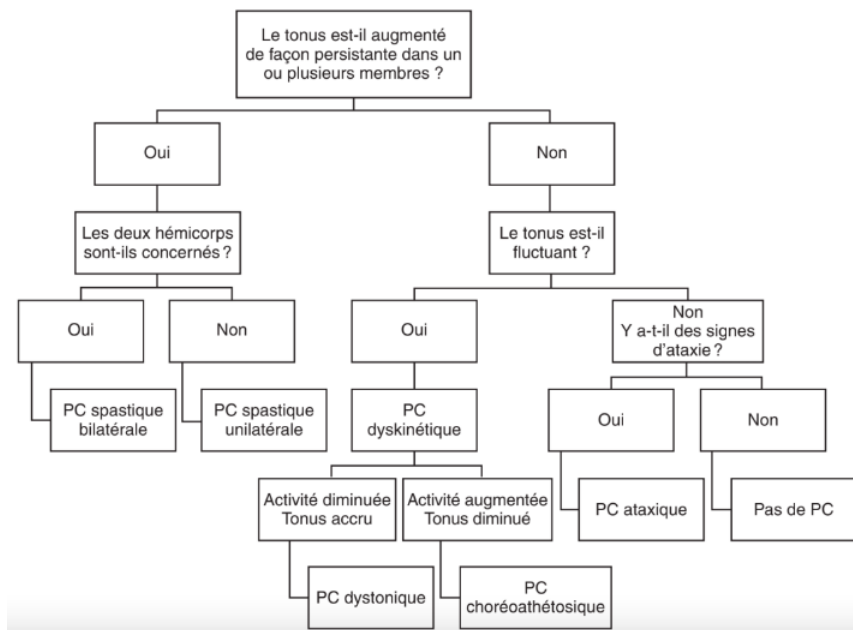 Le tonus est-il augmenté
de façon persistante dans un
ou plusieurs membres ?
Oui
Non
Les deux hémicorps
sont-ils concernés ?
Le tonus est-il
fluctuant ?
Oui
Non
Oui
Non
Y a-t-il des signes
d'ataxie ?
PC spastique
bilatérale
PC spastique
unilatérale
PC
dyskinétique
Oui
Non
Activité diminuée
Tonus accru
Activité augmentée
Tonus diminué
PC ataxique
Pas de PC
PC dystonique
PC
choréoathétosique